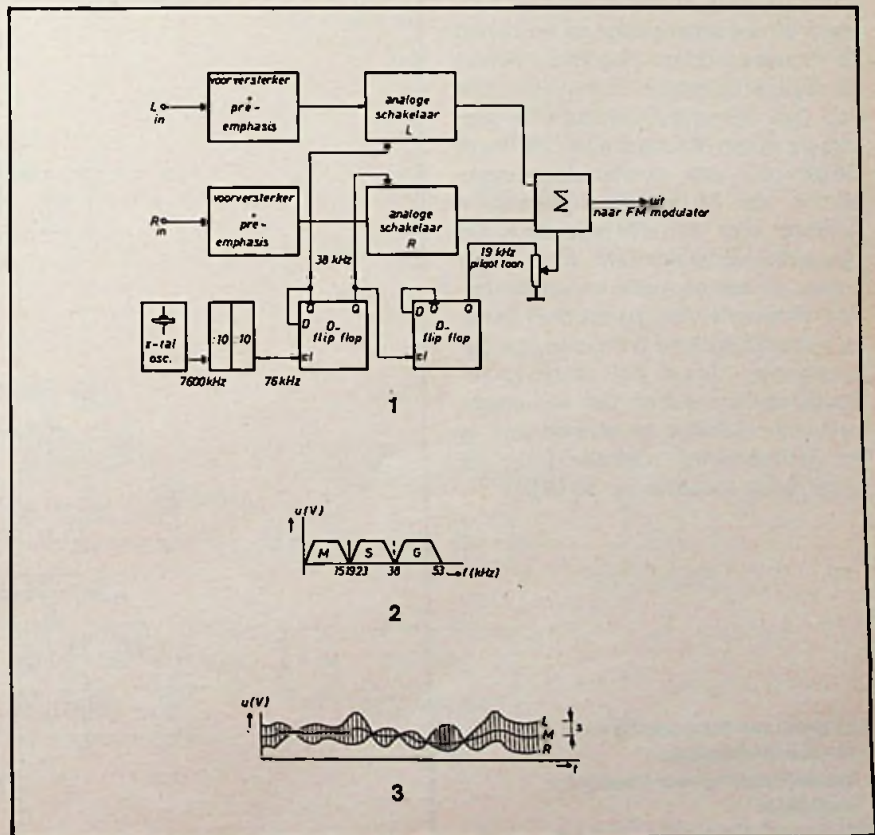 voorversterker
+
pre-
emphasis
L
in
analoge
schakelaar
L
voorversterker
+
pre-
emphasis
R
in
analoge
schakelaar
R
Σ
uit
naar FM modulator
38 kHz
19 kHz
piloot toon
x-tal
osc.
:10 :10
Q Q
D
D-
flip flop
cl
Q Q
D
D-
flip flop
cl
7600kHz
76 kHz
1
u(V)
M S G
15 19 23 38 53 f(kHz)
2
u(V)
L
M
R
s
t
3